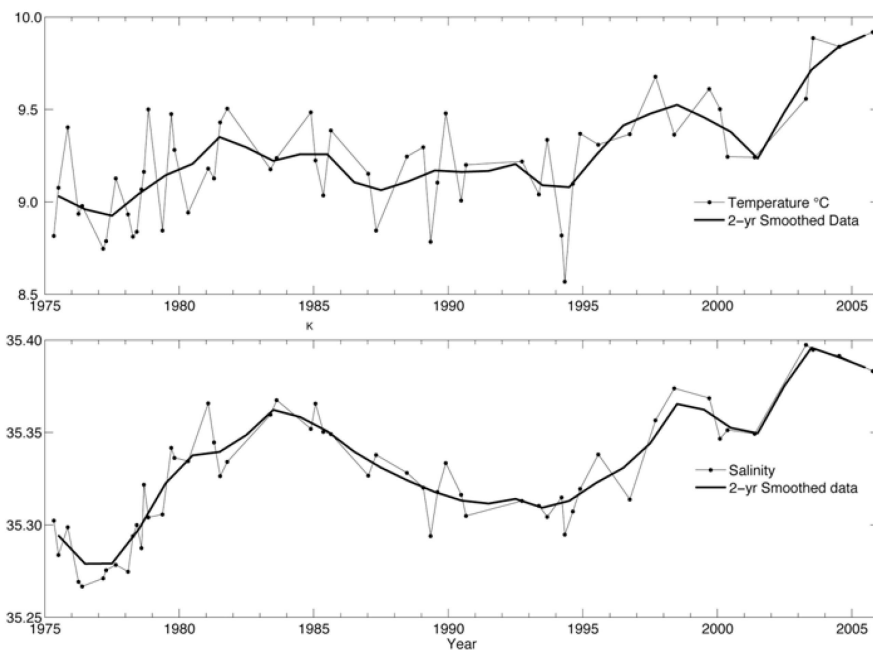 10.0
9.5
9.0
8.5
Temperature °C
2-yr Smoothed Data
1975 1980 1985 1990 1995 2000 2005
K
35.40
35.35
35.30
35.25
Salinity
2-yr Smoothed data
1975 1980 1985 1990 1995 2000 2005
Year